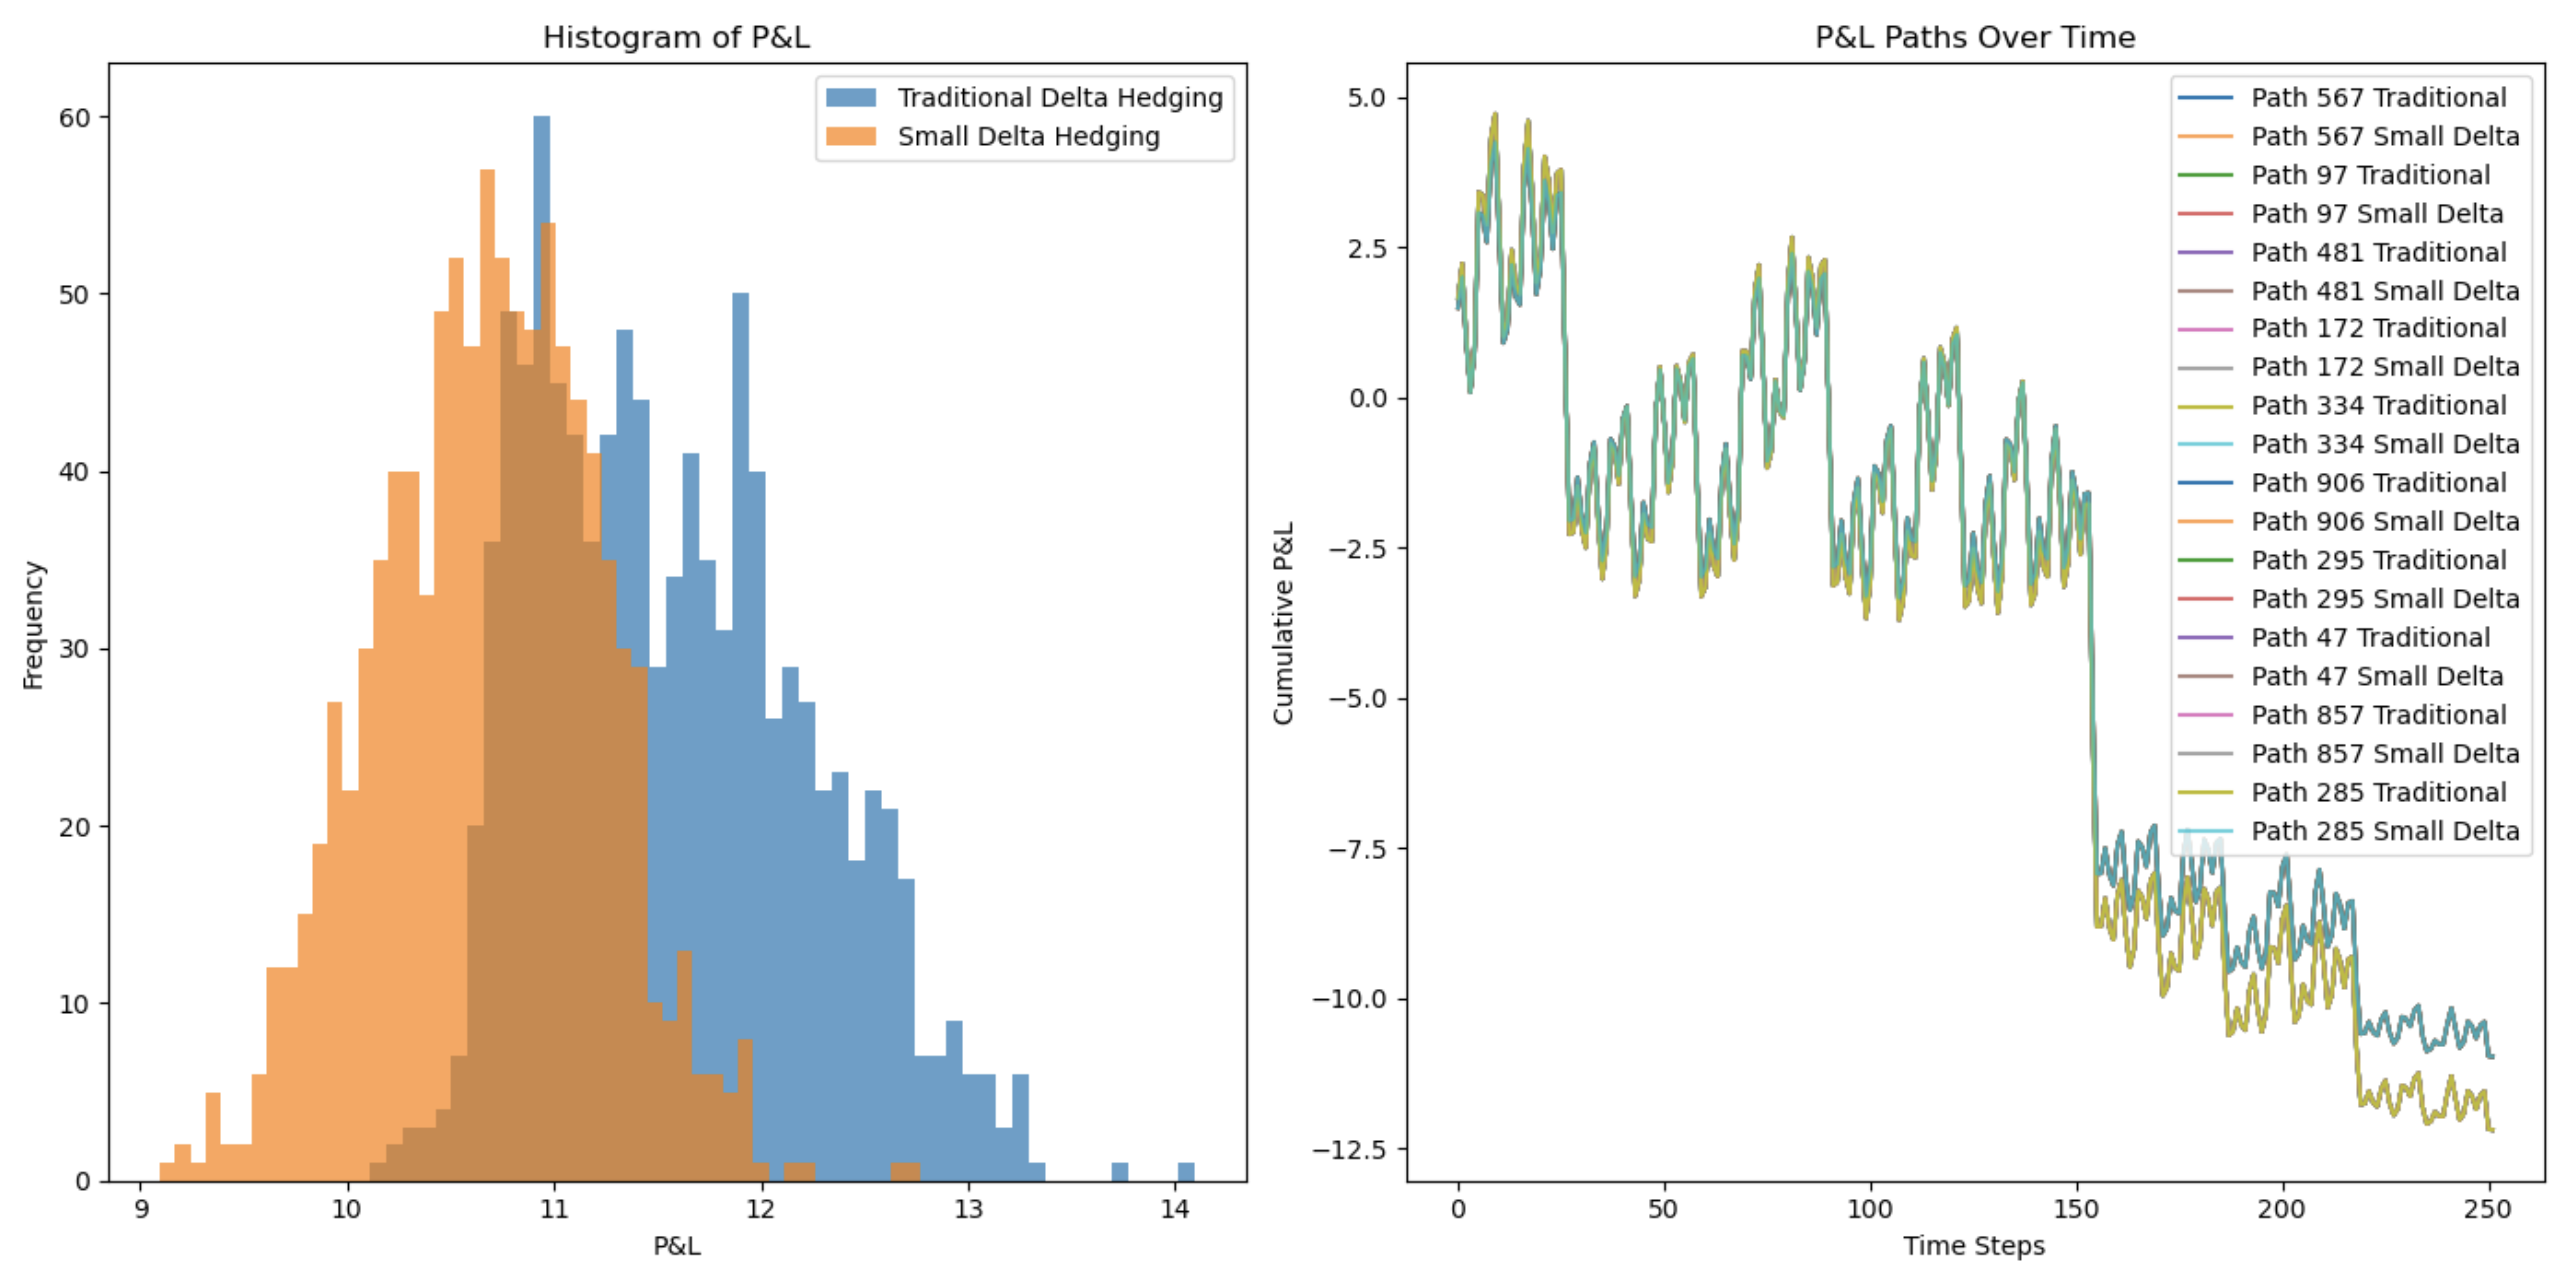 Histogram of P&L
Traditional Delta Hedging
Small Delta Hedging
Frequency
60
50
40
30
20
10
0
9
10
11
12
13
14
P&L
P&L Paths Over Time
Path 567 Traditional
Path 567 Small Delta
Path 97 Traditional
Path 97 Small Delta
Path 481 Traditional
Path 481 Small Delta
Path 172 Traditional
Path 172 Small Delta
Path 334 Traditional
Path 334 Small Delta
Path 906 Traditional
Path 906 Small Delta
Path 295 Traditional
Path 295 Small Delta
Path 47 Traditional
Path 47 Small Delta
Path 857 Traditional
Path 857 Small Delta
Path 285 Traditional
Path 285 Small Delta
Cumulative P&L
5.0
2.5
0.0
−2.5
−5.0
−7.5
−10.0
−12.5
0
50
100
150
200
250
Time Steps